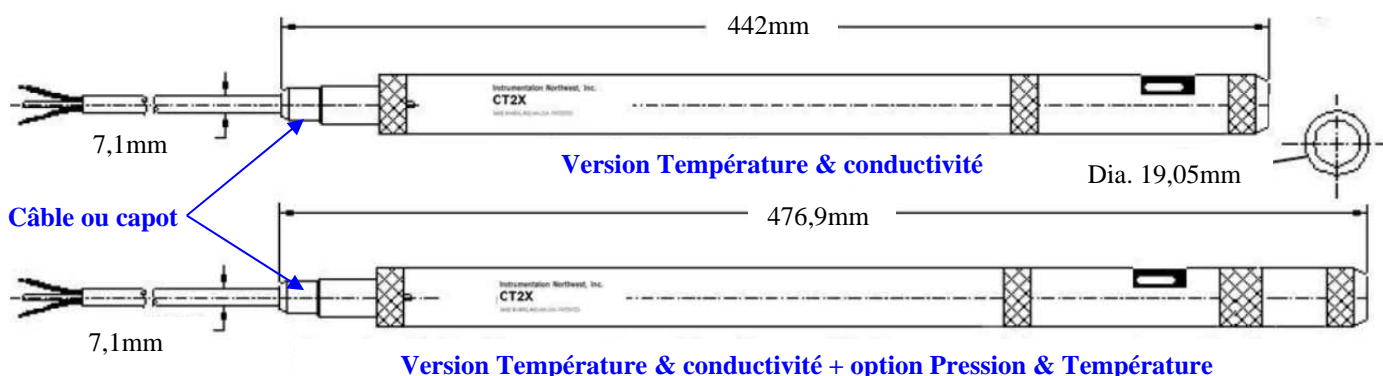 442mm
Instrumentation Northwest, Inc.
CT2X
7,1mm
Version Température & conductivité
Dia. 19,05mm
Câble ou capot
476,9mm
Instrumentation Northwest, Inc.
CT2X
7,1mm
Version Température & conductivité + option Pression & Température